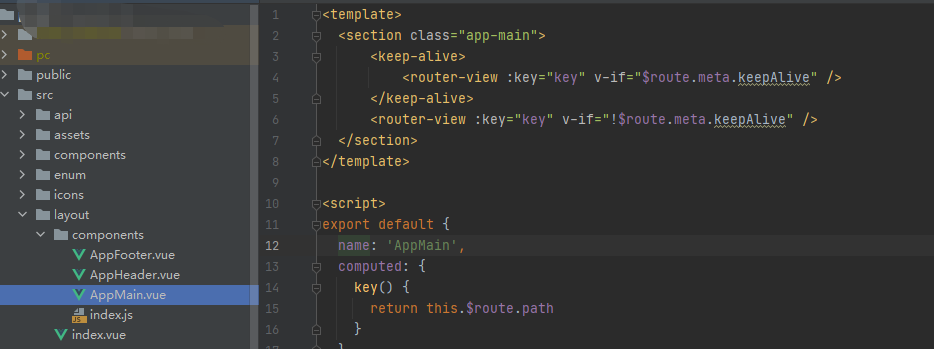 pc
public
src
api
assets
components
enum
icons
layout
components
AppFooter.vue
AppHeader.vue
AppMain.vue
JS
index.js
index.vue
1 <template>
2 <section class="app-main">
3 <keep-alive>
4 <router-view :key="key" v-if="$route.meta.keepAlive" />
5 </keep-alive>
6 <router-view :key="key" v-if="!$route.meta.keepAlive" />
7 </section>
8 </template>
9
10 <script>
11 export default {
12 name: 'AppMain',
13 computed: {
14 key() {
15 return this.$route.path
16 }